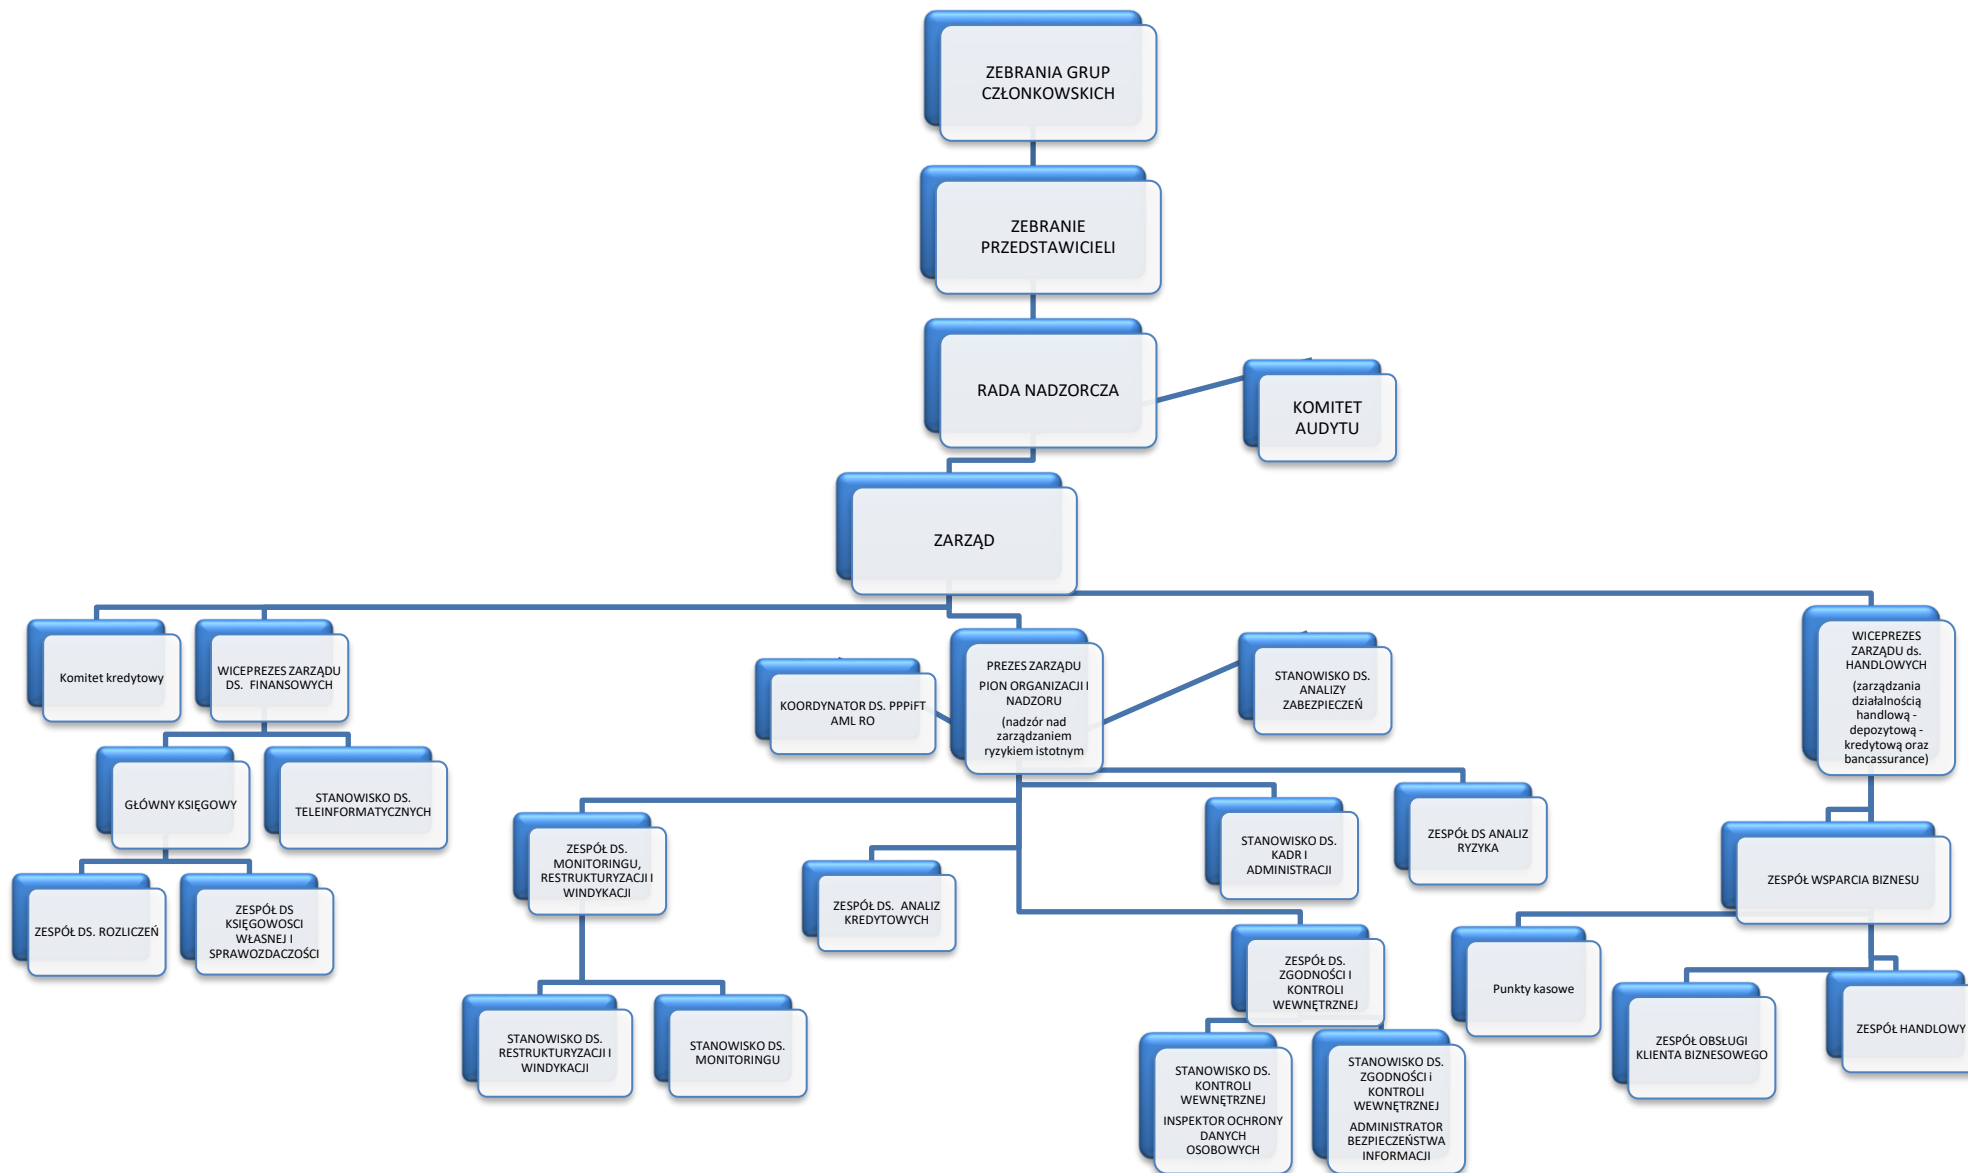 ZEBRANIA GRUP
CZŁONKOWSKICH
ZEBRANIE
PRZEDSTAWICIELI
RADA NADZORCZA
KOMITET
AUDYTU
ZARZĄD
Komitet kredytowy
WICEPREZES ZARZĄDU
DS.  FINANSOWYCH
KOORDYNATOR DS. PPPiFT
AML RO
PREZES ZARZĄDU
PION ORGANIZACJI I
NADZORU
(nadzór nad
zarządzaniem
ryzykiem istotnym
STANOWISKO DS.
ANALIZY
ZABEZPIECZEŃ
WICEPREZES
ZARZĄDU ds.
HANDLOWYCH
(zarządzania
działalnością
handlową -
depozytową -
kredytową oraz
bancassurance)
GŁÓWNY KSIĘGOWY
STANOWISKO DS.
TELEINFORMATYCZNYCH
ZESPÓŁ DS.
MONITORINGU,
RESTRUKTURYZACJI I
WINDYKACJI
ZESPÓŁ DS.  ANALIZ
KREDYTOWYCH
STANOWISKO DS.
KADR I
ADMINISTRACJI
ZESPÓŁ DS ANALIZ
RYZYKA
ZESPÓŁ WSPARCIA BIZNESU
ZESPÓŁ DS. ROZLICZEŃ
ZESPÓŁ DS
KSIĘGOWOSCI
WŁASNEJ I
SPRAWOZDACZOŚCI
ZESPÓŁ DS.
ZGODNOŚCI I
KONTROLI
WEWNĘTRZNEJ
Punkty kasowe
ZESPÓŁ OBSŁUGI
KLIENTA BIZNESOWEGO
ZESPÓŁ HANDLOWY
STANOWISKO DS.
RESTRUKTURYZACJI I
WINDYKACJI
STANOWISKO DS.
MONITORINGU
STANOWISKO DS.
KONTROLI
WEWNĘTRZNEJ
INSPEKTOR OCHRONY
DANYCH
OSOBOWYCH
STANOWISKO DS.
ZGODNOŚCI i
KONTROLI
WEWNĘTRZNEJ
ADMINISTRATOR
BEZPIECZEŃSTWA
INFORMACJI